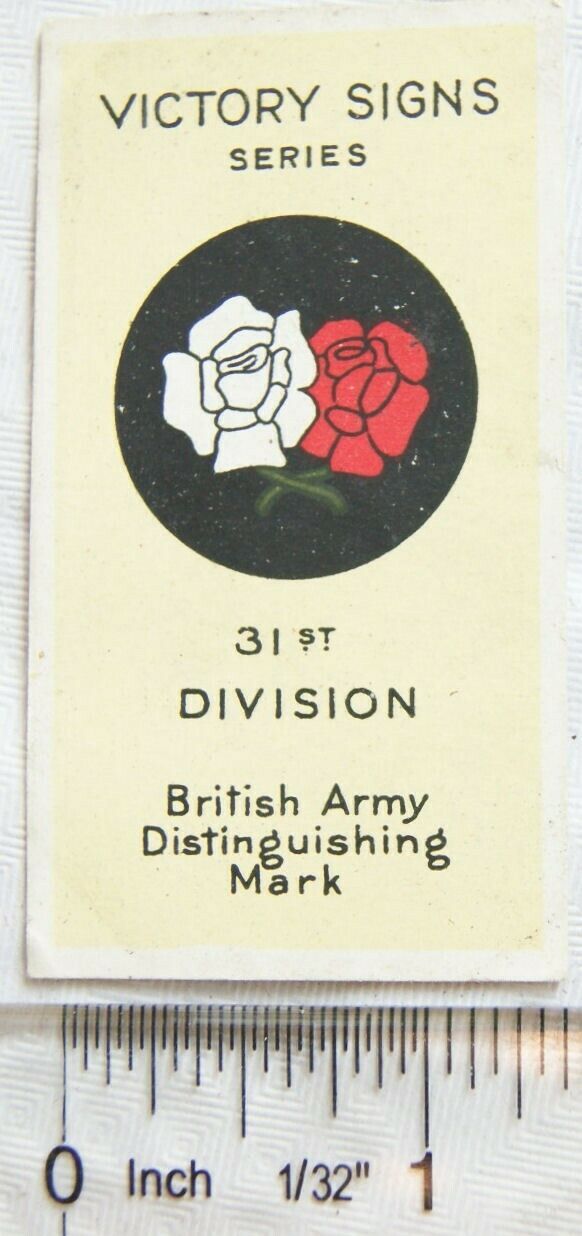 VICTORY SIGNS
SERIES
31ST
DIVISION
British Army
Distinguishing
Mark
0 Inch 1/32" 1